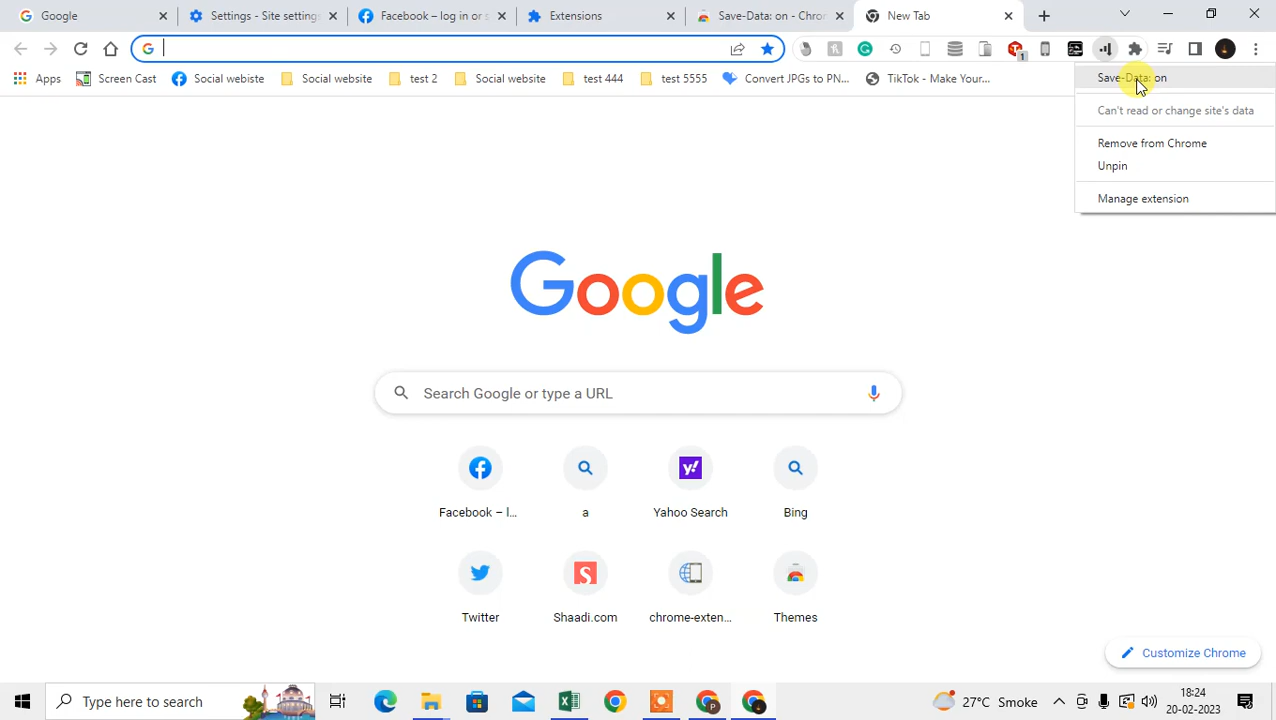 Google
Settings - Site setting
Facebook – log in or s
Extensions
Save-Data: on - Chro
New Tab
1
Apps
Screen Cast
Social webiste
Social website
test 2
Social website
test 444
test 5555
Convert JPGs to PN...
TikTok - Make Your...
Save-Data: on
Can't read or change site's data
Remove from Chrome
Unpin
Manage extension
Google
Search Google or type a URL
Facebook – l...
a
Yahoo Search
Bing
Twitter
Shaadi.com
chrome-exten...
Themes
Customize Chrome
Type here to search
27°C Smoke
8:24
20-02-2023